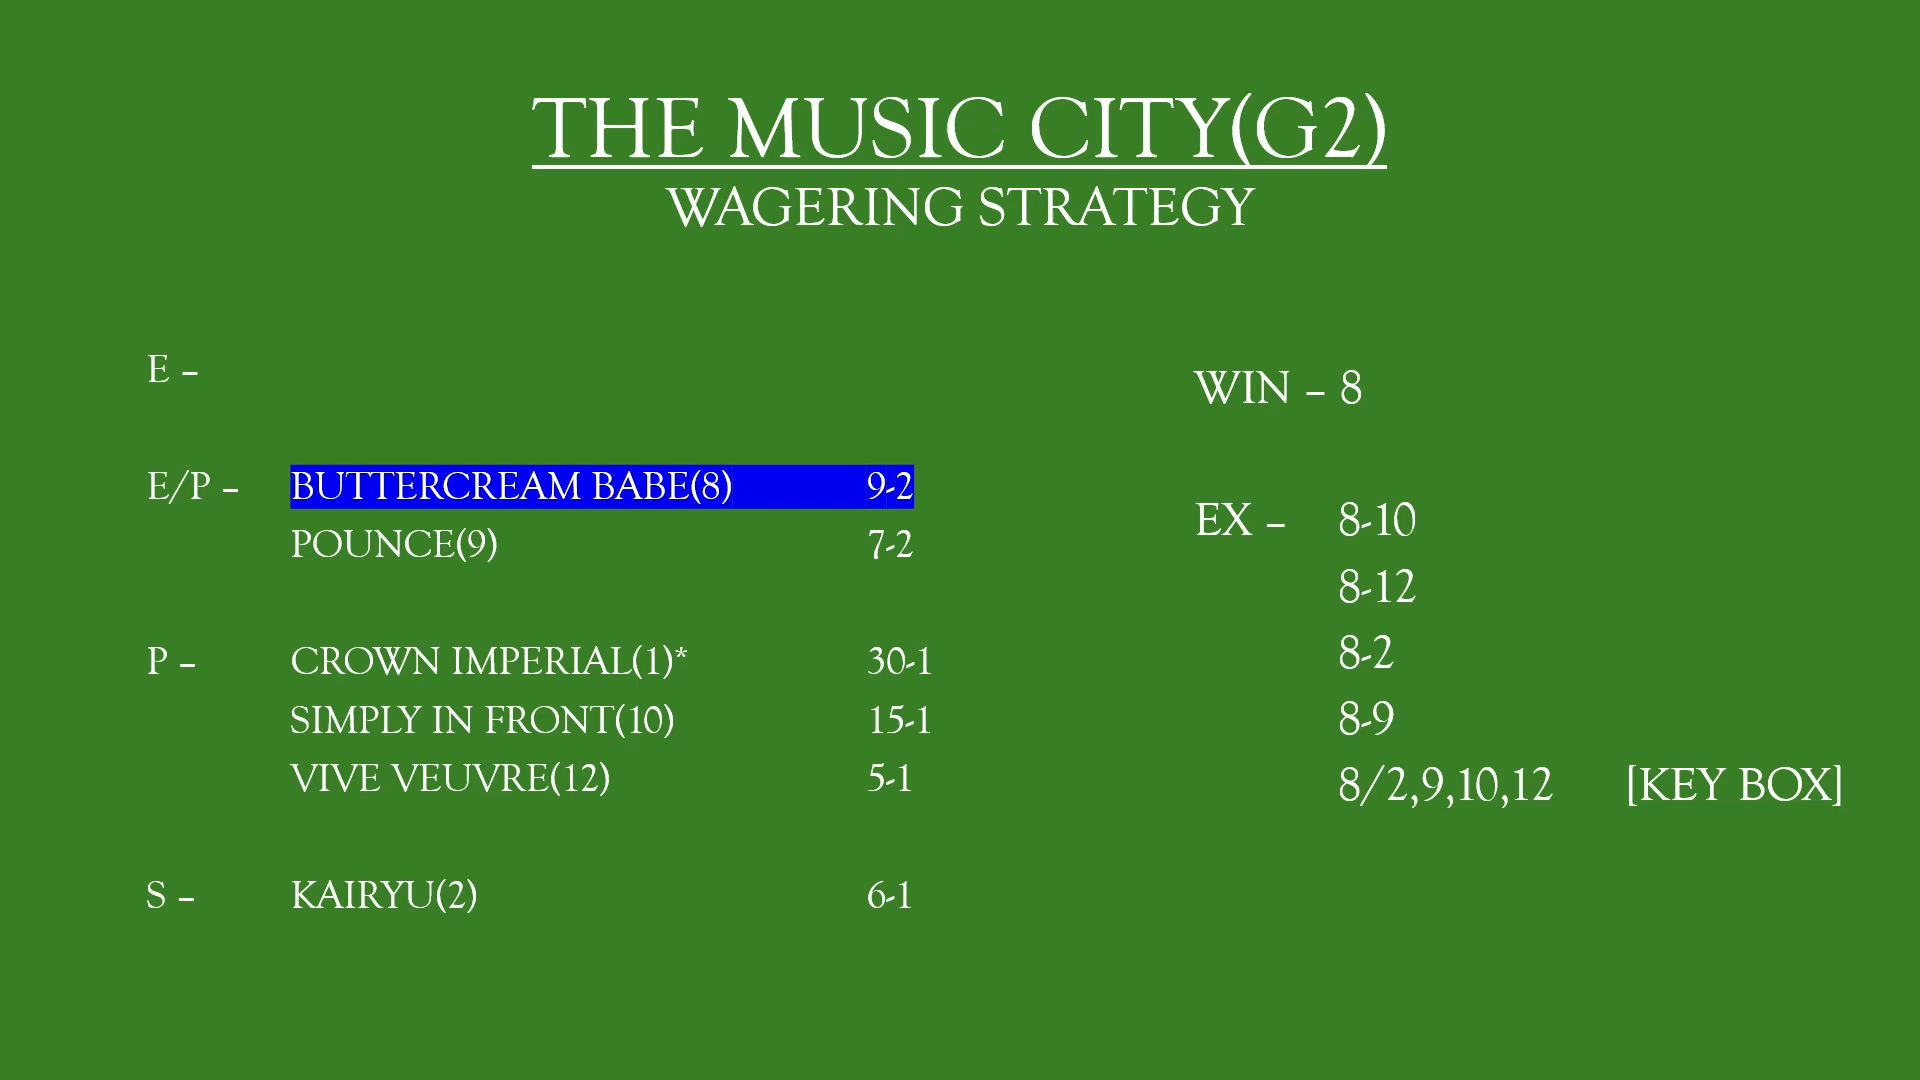 THE MUSIC CITY(G2)
WAGERING STRATEGY
E –
E/P – BUTTERCREAM BABE(8) 9-2
POUNCE(9) 7-2
P – CROWN IMPERIAL(1)* 30-1
SIMPLY IN FRONT(10) 15-1
VIVE VEUVRE(12) 5-1
S – KAIRYU(2) 6-1
WIN – 8
EX – 8-10
8-12
8-2
8-9
8/2,9,10,12 [KEY BOX]